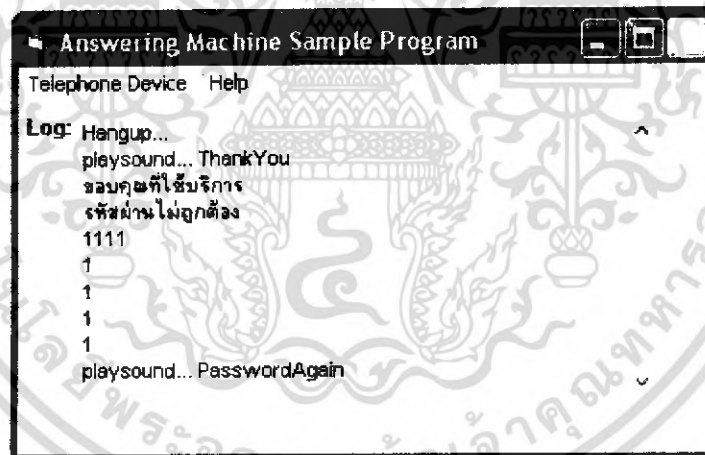 Answering Machine Sample Program
Telephone Device Help
Log: Hangup...
playsound... ThankYou
ขอบคุณที่ใช้บริการ
รหัสผ่านไม่ถูกต้อง
1111
1
1
1
1
playsound... PasswordAgain